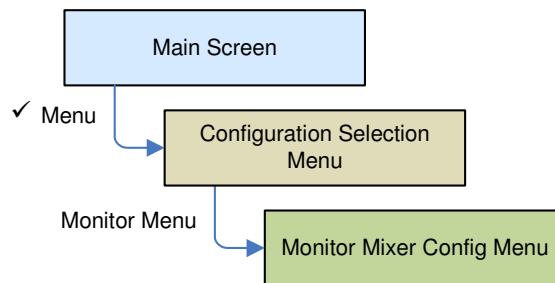 Main Screen
✓ Menu
Configuration Selection
Menu
Monitor Menu
Monitor Mixer Config Menu